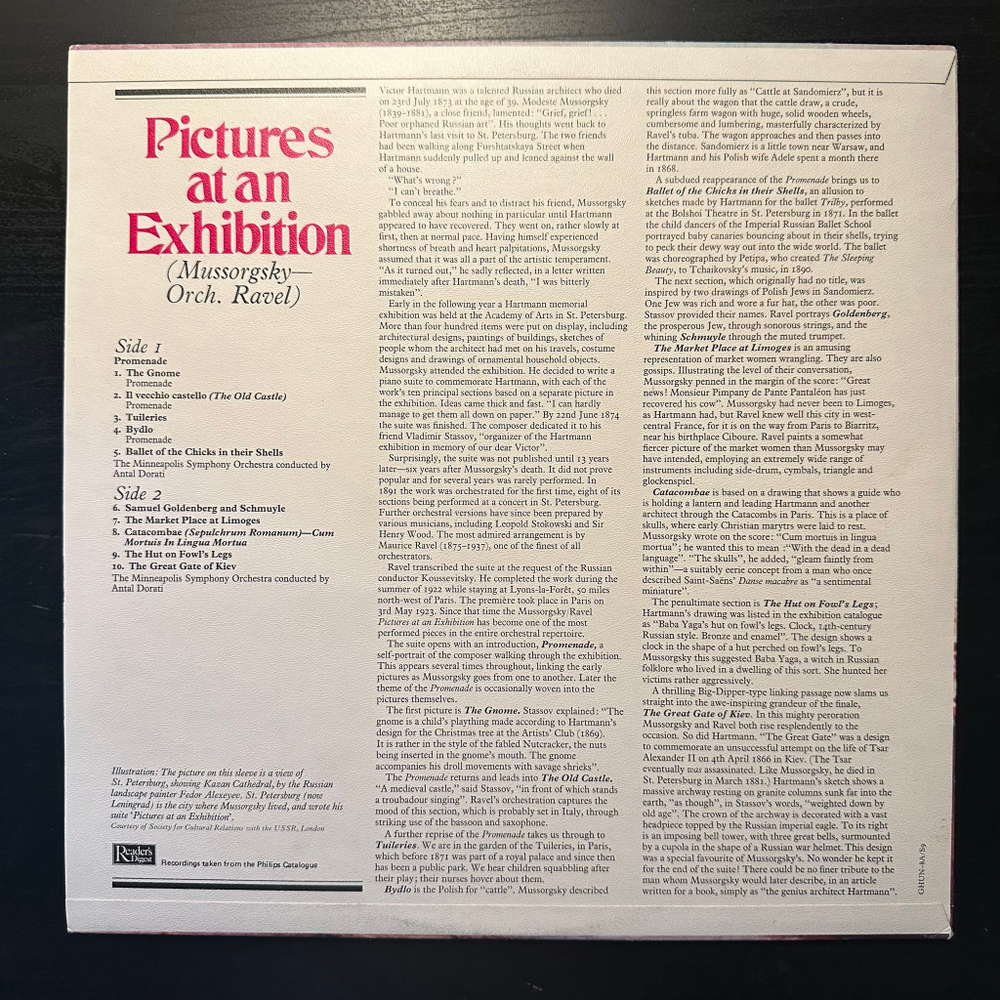 Pictures
at an
Exhibition
(Mussorgsky—
Orch. Ravel)
Side 1
Promenade
1. The Gnome
Promenade
2. Il vecchio castello (The Old Castle)
Promenade
3. Tuileries
4. Bydlo
Promenade
5. Ballet of the Chicks in their Shells
The Minneapolis Symphony Orchestra conducted by
Antal Dorati
Side 2
6. Samuel Goldenberg and Schmuyle
7. The Market Place at Limoges
8. Catacombae (Sepulchrum Romanum)—Cum
Mortuis In Lingua Mortua
9. The Hut on Fowl's Legs
10. The Great Gate of Kiev
The Minneapolis Symphony Orchestra conducted by
Antal Dorati
Illustration: The picture on this sleeve is a view of
St. Petersburg, showing Kazan Cathedral, by the Russian
landscape painter Fedor Alexeyev. St. Petersburg (now
Leningrad) is the city where Mussorgsky lived, and wrote his
suite 'Pictures at an Exhibition'.
Courtesy of Society for Cultural Relations with the USSR, London
Reader's
Digest
Recordings taken from the Philips Catalogue
Victor Hartmann was a talented Russian architect who died
on 23rd July 1873 at the age of 39. Modeste Mussorgsky
(1839–1881), a close friend, lamented: "Grief, grief! . . .
Poor orphaned Russian art". His thoughts went back to
Hartmann's last visit to St. Petersburg. The two friends
had been walking along Furshtatskaya Street when
Hartmann suddenly pulled up and leaned against the wall
of a house.
"What's wrong?"
"I can't breathe."
To conceal his fears and to distract his friend, Mussorgsky
gabbled away about nothing in particular until Hartmann
appeared to have recovered. They went on, rather slowly at
first, then at normal pace. Having himself experienced
shortness of breath and heart palpitations, Mussorgsky
assumed that it was all a part of the artistic temperament.
"As it turned out," he sadly reflected, in a letter written
immediately after Hartmann's death, "I was bitterly
mistaken".
Early in the following year a Hartmann memorial
exhibition was held at the Academy of Arts in St. Petersburg.
More than four hundred items were put on display, including
architectural designs, paintings of buildings, sketches of
people whom the architect had met on his travels, costume
designs and drawings of ornamental household objects.
Mussorgsky attended the exhibition. He decided to write a
piano suite to commemorate Hartmann, with each of the
work's ten principal sections based on a separate picture in
the exhibition. Ideas came thick and fast. "I can hardly
manage to get them all down on paper." By 22nd June 1874
the suite was finished. The composer dedicated it to his
friend Vladimir Stassov, "organizer of the Hartmann
exhibition in memory of our dear Victor".
Surprisingly, the suite was not published until 13 years
later—six years after Mussorgsky's death. It did not prove
popular and for several years was rarely performed. In
1891 the work was orchestrated for the first time, eight of its
sections being performed at a concert in St. Petersburg.
Further orchestral versions have since been prepared by
various musicians, including Leopold Stokowski and Sir
Henry Wood. The most admired arrangement is by
Maurice Ravel (1875–1937), one of the finest of all
orchestrators.
Ravel transcribed the suite at the request of the Russian
conductor Koussevitsky. He completed the work during the
summer of 1922 while staying at Lyons-la-Forêt, 50 miles
north-west of Paris. The première took place in Paris on
3rd May 1923. Since that time the Mussorgsky/Ravel
Pictures at an Exhibition has become one of the most
performed pieces in the entire orchestral repertoire.
The suite opens with an introduction, Promenade, a
self-portrait of the composer walking through the exhibition.
This appears several times throughout, linking the early
pictures as Mussorgsky goes from one to another. Later the
theme of the Promenade is occasionally woven into the
pictures themselves.
The first picture is The Gnome. Stassov explained: "The
gnome is a child's plaything made according to Hartmann's
design for the Christmas tree at the Artists' Club (1869).
It is rather in the style of the fabled Nutcracker, the nuts
being inserted in the gnome's mouth. The gnome
accompanies his droll movements with savage shrieks".
The Promenade returns and leads into The Old Castle.
"A medieval castle," said Stassov, "in front of which stands
a troubadour singing". Ravel's orchestration captures the
mood of this section, which is probably set in Italy, through
striking use of the bassoon and saxophone.
A further reprise of the Promenade takes us through to
Tuileries. We are in the garden of the Tuileries, in Paris,
which before 1871 was part of a royal palace and since then
has been a public park. We hear children squabbling after
their play; their nurses hover about them.
Bydlo is the Polish for "cattle". Mussorgsky described
this section more fully as "Cattle at Sandomierz", but it is
really about the wagon that the cattle draw, a crude,
springless farm wagon with huge, solid wooden wheels,
cumbersome and lumbering, masterfully characterized by
Ravel's tuba. The wagon approaches and then passes into
the distance. Sandomierz is a little town near Warsaw, and
Hartmann and his Polish wife Adele spent a month there
in 1868.
A subdued reappearance of the Promenade brings us to
Ballet of the Chicks in their Shells, an allusion to
sketches made by Hartmann for the ballet Trilby, performed
at the Bolshoi Theatre in St. Petersburg in 1871. In the ballet
the child dancers of the Imperial Russian Ballet School
portrayed baby canaries bouncing about in their shells, trying
to peck their dewy way out into the wide world. The ballet
was choreographed by Petipa, who created The Sleeping
Beauty, to Tchaikovsky's music, in 1890.
The next section, which originally had no title, was
inspired by two drawings of Polish Jews in Sandomierz.
One Jew was rich and wore a fur hat, the other was poor.
Stassov provided their names. Ravel portrays Goldenberg,
the prosperous Jew, through sonorous strings, and the
whining Schmuyle through the muted trumpet.
The Market Place at Limoges is an amusing
representation of market women wrangling. They are also
gossips. Illustrating the level of their conversation,
Mussorgsky penned in the margin of the score: "Great
news! Monsieur Pimpany de Pante Pantaléon has just
recovered his cow". Mussorgsky had never been to Limoges,
as Hartmann had, but Ravel knew this city in west-
central France, for it is on the way from Paris to Biarritz,
near his birthplace Ciboure. Ravel paints a somewhat
fiercer picture of the market women than Mussorgsky may
have intended, employing an extremely wide range of
instruments including side-drum, cymbals, triangle and
glockenspiel.
Catacombae is based on a drawing that shows a guide who
is holding a lantern and leading Hartmann and another
architect through the Catacombs in Paris. This is a place of
skulls, where early Christian marytrs were laid to rest.
Mussorgsky wrote on the score: "Cum mortuis in lingua
mortua"; he wanted this to mean :"With the dead in a dead
language". "The skulls", he added, "gleam faintly from
within"—a suitably eerie concept from a man who once
described Saint-Saëns' Danse macabre as "a sentimental
miniature".
The penultimate section is The Hut on Fowl's Legs;
Hartmann's drawing was listed in the exhibition catalogue
as "Baba Yaga's hut on fowl's legs. Clock, 14th-century
Russian style. Bronze and enamel". The design shows a
clock in the shape of a hut perched on fowl's legs. To
Mussorgsky this suggested Baba Yaga, a witch in Russian
folklore who lived in a dwelling of this sort. She hunted her
victims rather aggressively.
A thrilling Big-Dipper-type linking passage now slams us
straight into the awe-inspiring grandeur of the finale,
The Great Gate of Kiev. In this mighty peroration
Mussorgsky and Ravel both rise resplendently to the
occasion. So did Hartmann. "The Great Gate" was a design
to commemorate an unsuccessful attempt on the life of Tsar
Alexander II on 4th April 1866 in Kiev. (The Tsar
eventually was assassinated. Like Mussorgsky, he died in
St Petersburg in March 1881.) Hartmann's sketch shows a
massive archway resting on granite columns sunk far into the
earth, "as though", in Stassov's words, "weighted down by
old age". The crown of the archway is decorated with a vast
headpiece topped by the Russian imperial eagle. To its right
is an imposing bell tower, with three great bells, surmounted
by a cupola in the shape of a Russian war helmet. This design
was a special favourite of Mussorgsky's. No wonder he kept it
for the end of the suite! There could be no finer tribute to the
man whom Mussorgsky would later describe, in an article
written for a book, simply as "the genius architect Hartmann".
GHUN-8A/S9